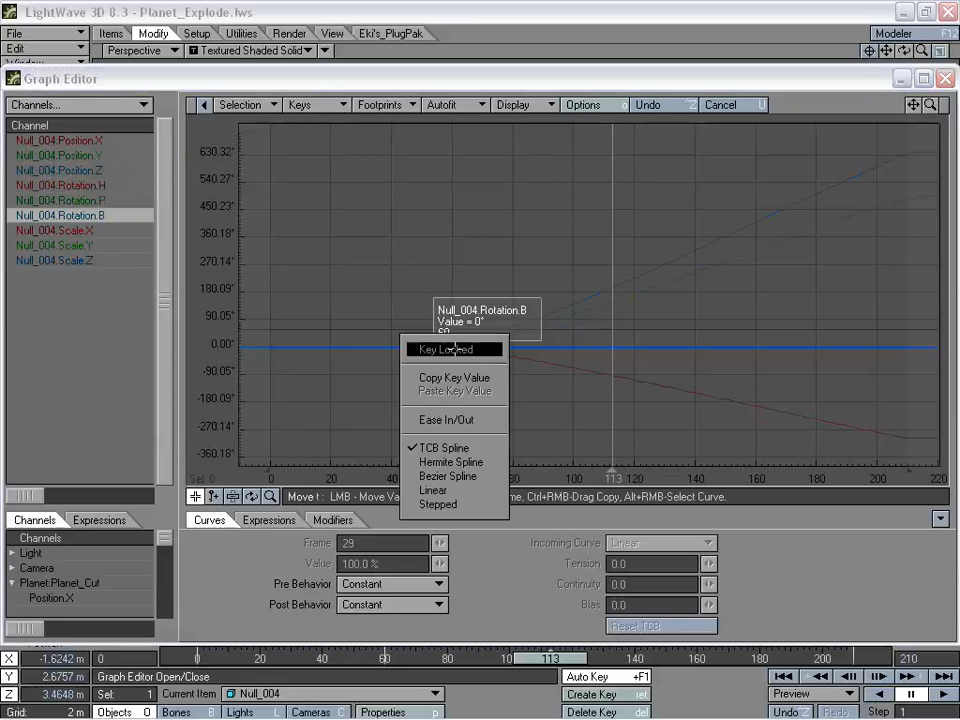 LightWave 3D 8.3 - Planet_Explode.lws
File
Items
Modify
Setup
Utilities
Render
View
Eki's_PlugPak
Modeler
F12
Edit
Perspective
Textured Shaded Solid
Graph Editor
Channels...
Selection
Keys
Footprints
Autofit
Display
Options
o
Undo
^Z
Cancel
U
Channel
Null_004.Position.X
Null_004.Position.Y
Null_004.Position.Z
Null_004.Rotation.H
Null_004.Rotation.P
Null_004.Rotation.B
Null_004.Scale.X
Null_004.Scale.Y
Null_004.Scale.Z
630.32°
540.27°
450.23°
360.18°
270.14°
180.09°
90.05°
0.00°
-90.05°
-180.09°
-270.14°
-360.18°
Null_004.Rotation.B
Value = 0°
60
Key Locked
Copy Key Value
Paste Key Value
Ease In/Out
TCB Spline
Hermite Spline
Bezier Spline
Linear
Stepped
Sel: 0
0
20
100
113
120
140
160
180
200
220
Move t : LMB - Move Va
me, Ctrl+RMB-Drag Copy, Alt+RMB-Select Curve.
Channels
Expressions
Curves
Expressions
Modifiers
Channels
Light
Camera
Planet:Planet_Cut
Position.X
Frame
29
Value
100.0 %
Pre Behavior
Constant
Post Behavior
Constant
Incoming Curve
Linear
Tension
0.0
Continuity
0.0
Bias
0.0
Reset TCB
X
-1.6242 m
0
0
20
40
60
80
100
113
120
140
160
180
200
210
Y
2.6757 m
Graph Editor Open/Close
Auto Key
+F1
Z
3.4648 m
Sel:
1
Current Item
Null_004
Create Key
ret
Preview
Grid:
2 m
Objects
O
Bones
B
Lights
L
Cameras
C
Properties
p
Delete Key
del
Undo^Z
Redo
Step
1